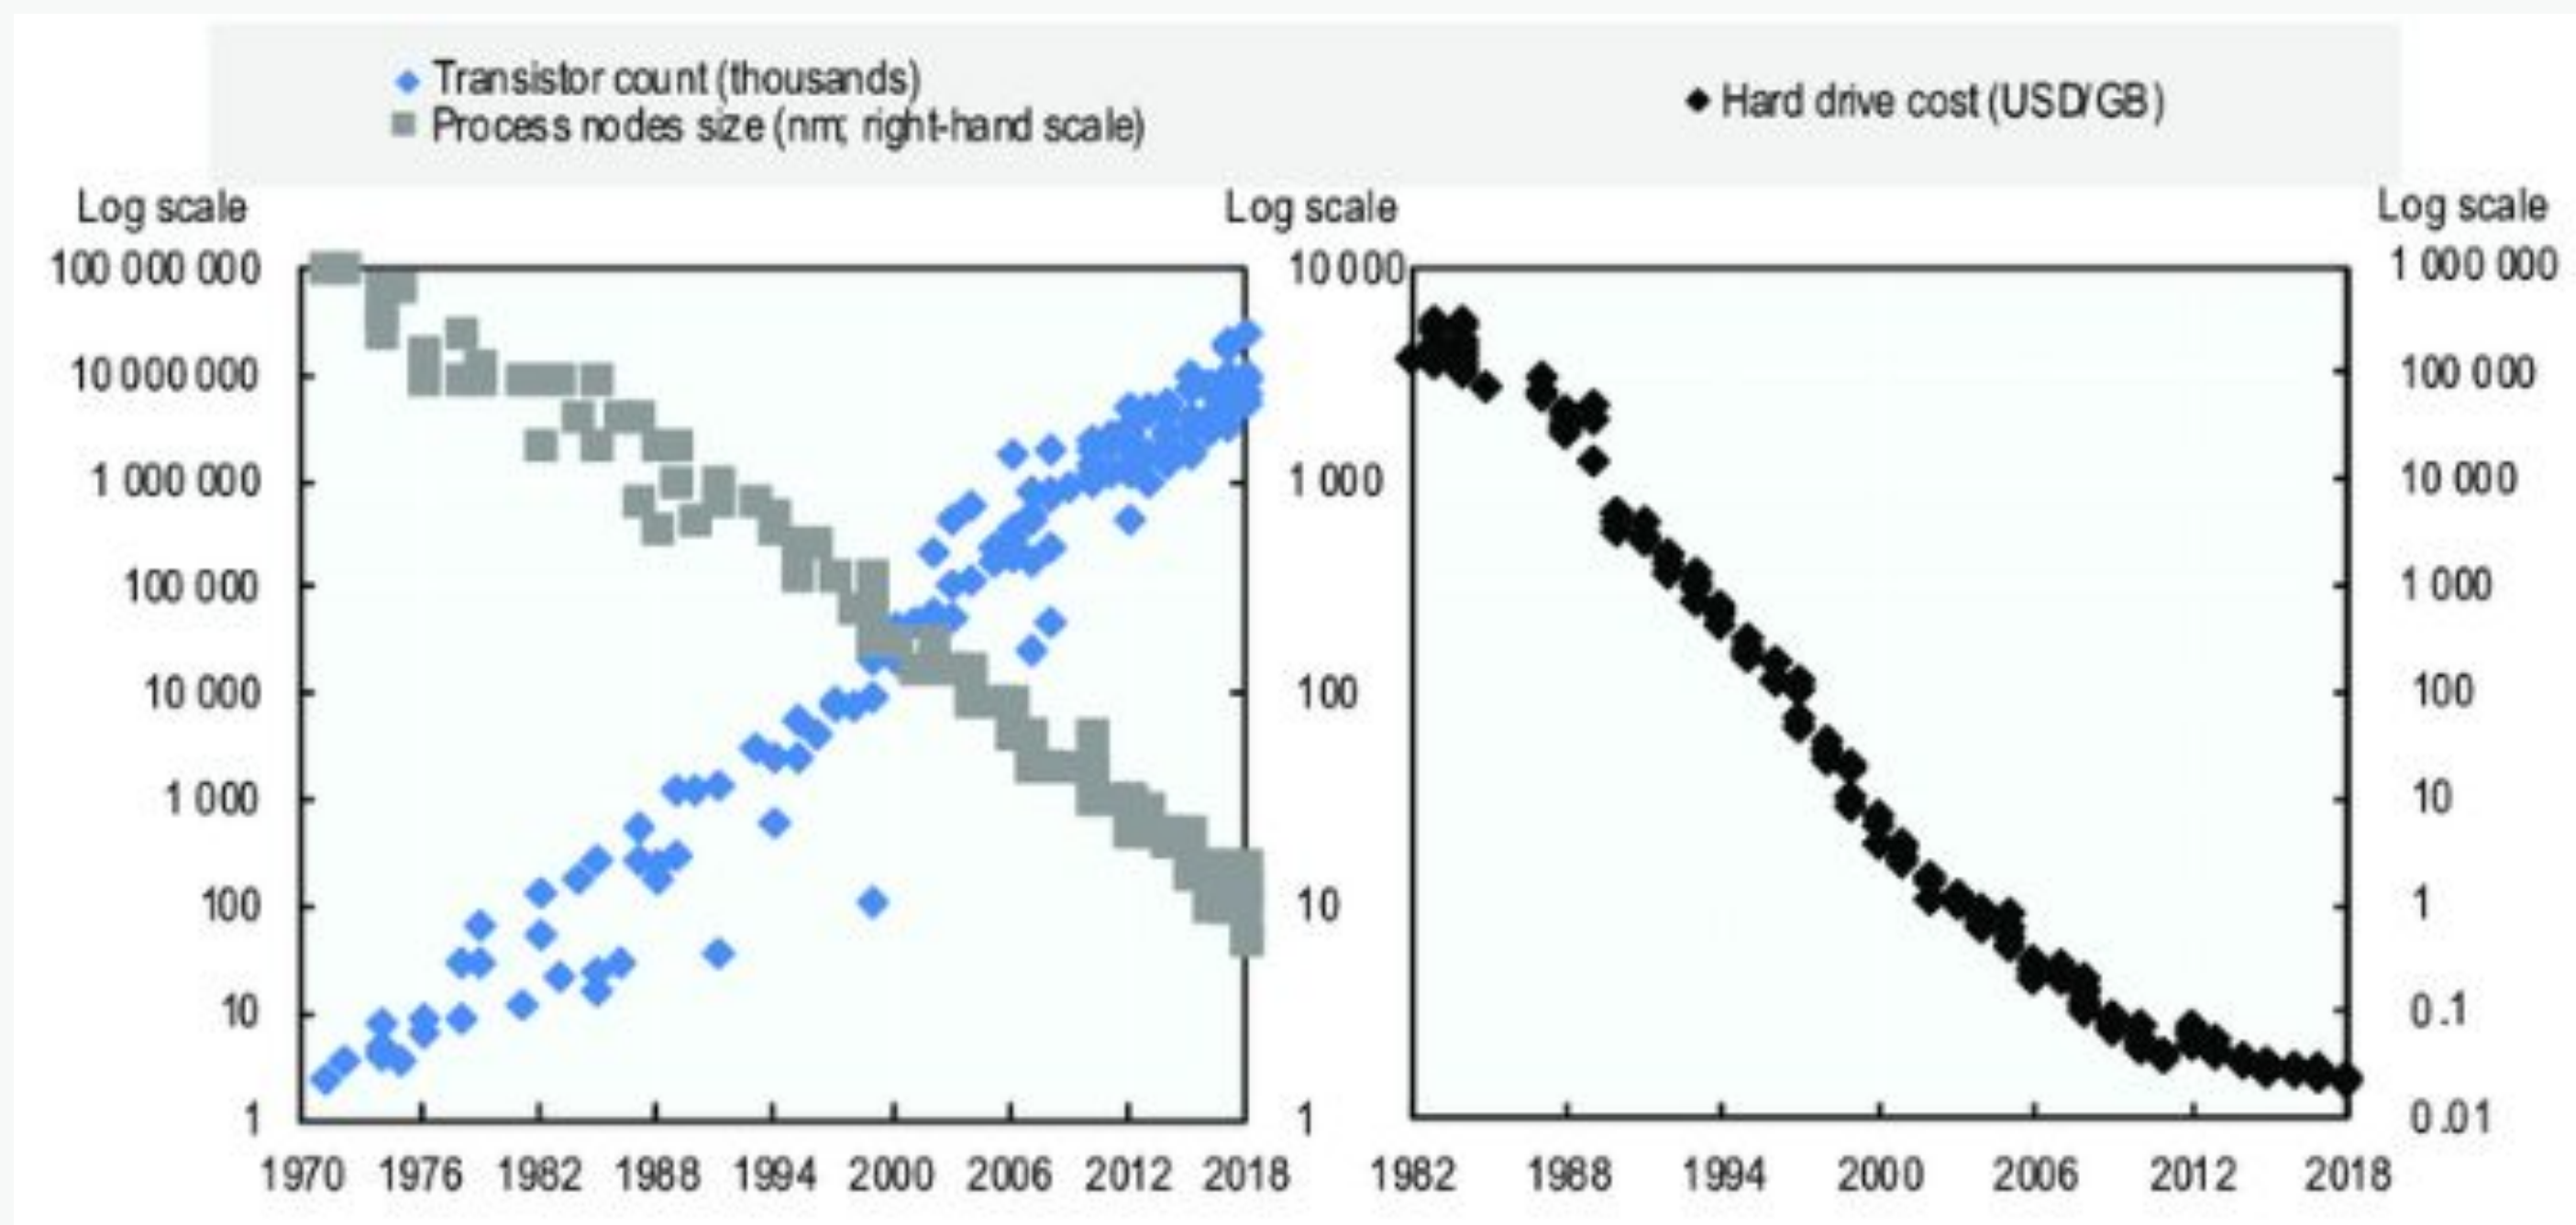 Transistor count (thousands)
Process nodes size (nm; right-hand scale)
Hard drive cost (USD/GB)
Log scale
Log scale
Log scale
100 000 000
10 000 000
1 000 000
100 000
10 000
1 000
100
10
1
10 000
1 000
100
10
1
1 000 000
100 000
10 000
1 000
100
10
1
0.1
0.01
1970 1976 1982 1988 1994 2000 2006 2012 2018
1982 1988 1994 2000 2006 2012 2018